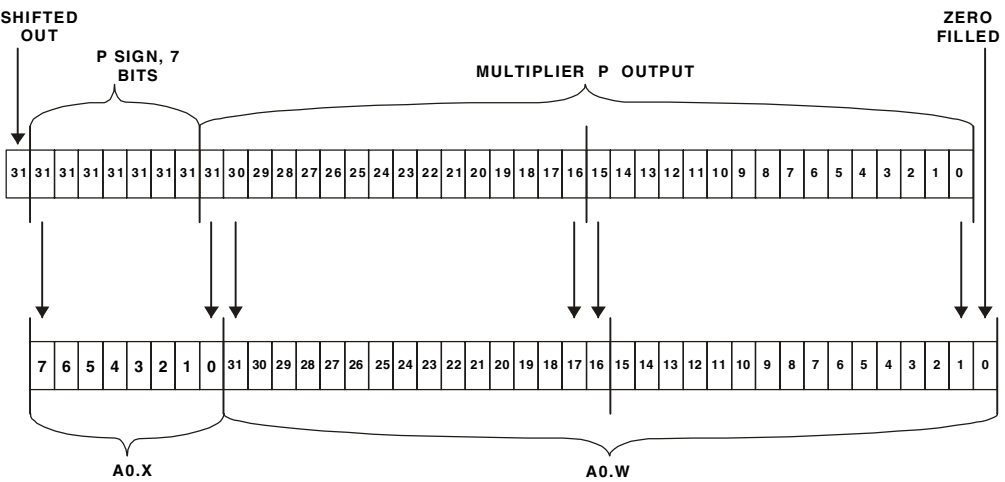 SHIFTED
OUT
ZERO
FILLED
P SIGN, 7
BITS
MULTIPLIER P OUTPUT
31 31 31 31 31 31 31 31 31 30 29 28 27 26 25 24 23 22 21 20 19 18 17 16 15 14 13 12 11 10 9 8 7 6 5 4 3 2 1 0
7 6 5 4 3 2 1 0 31 30 29 28 27 26 25 24 23 22 21 20 19 18 17 16 15 14 13 12 11 10 9 8 7 6 5 4 3 2 1 0
A0.X
A0.W